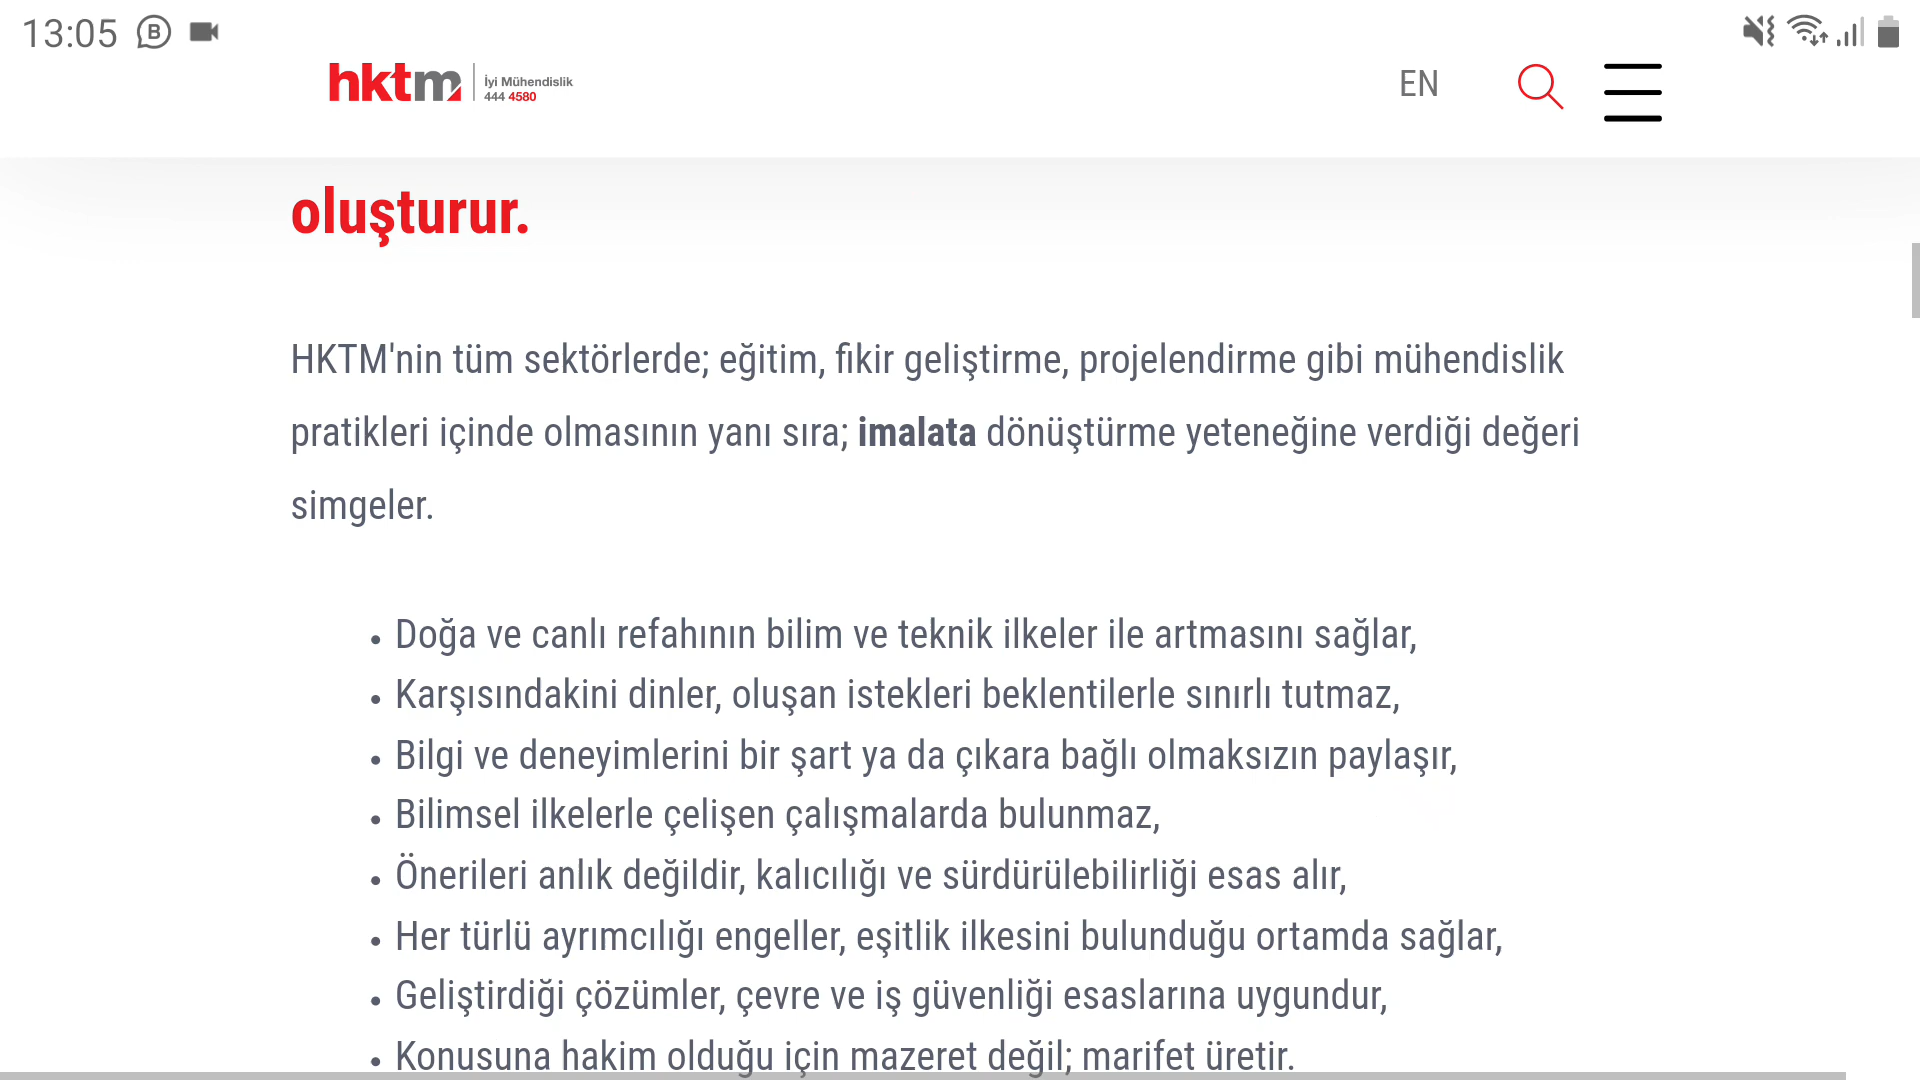 13:05
hktm İyi Mühendislik
444 4580
EN
oluşturur.
HKTM'nin tüm sektörlerde; eğitim, fikir geliştirme, projelendirme gibi mühendislik
pratikleri içinde olmasının yanı sıra; imalata dönüştürme yeteneğine verdiği değeri
simgeler.
• Doğa ve canlı refahının bilim ve teknik ilkeler ile artmasını sağlar,
• Karşısındakini dinler, oluşan istekleri beklentilerle sınırlı tutmaz,
• Bilgi ve deneyimlerini bir şart ya da çıkara bağlı olmaksızın paylaşır,
• Bilimsel ilkelerle çelişen çalışmalarda bulunmaz,
• Önerileri anlık değildir, kalıcılığı ve sürdürülebilirliği esas alır,
• Her türlü ayrımcılığı engeller, eşitlik ilkesini bulunduğu ortamda sağlar,
• Geliştirdiği çözümler, çevre ve iş güvenliği esaslarına uygundur,
• Konusuna hakim olduğu için mazeret değil; marifet üretir.